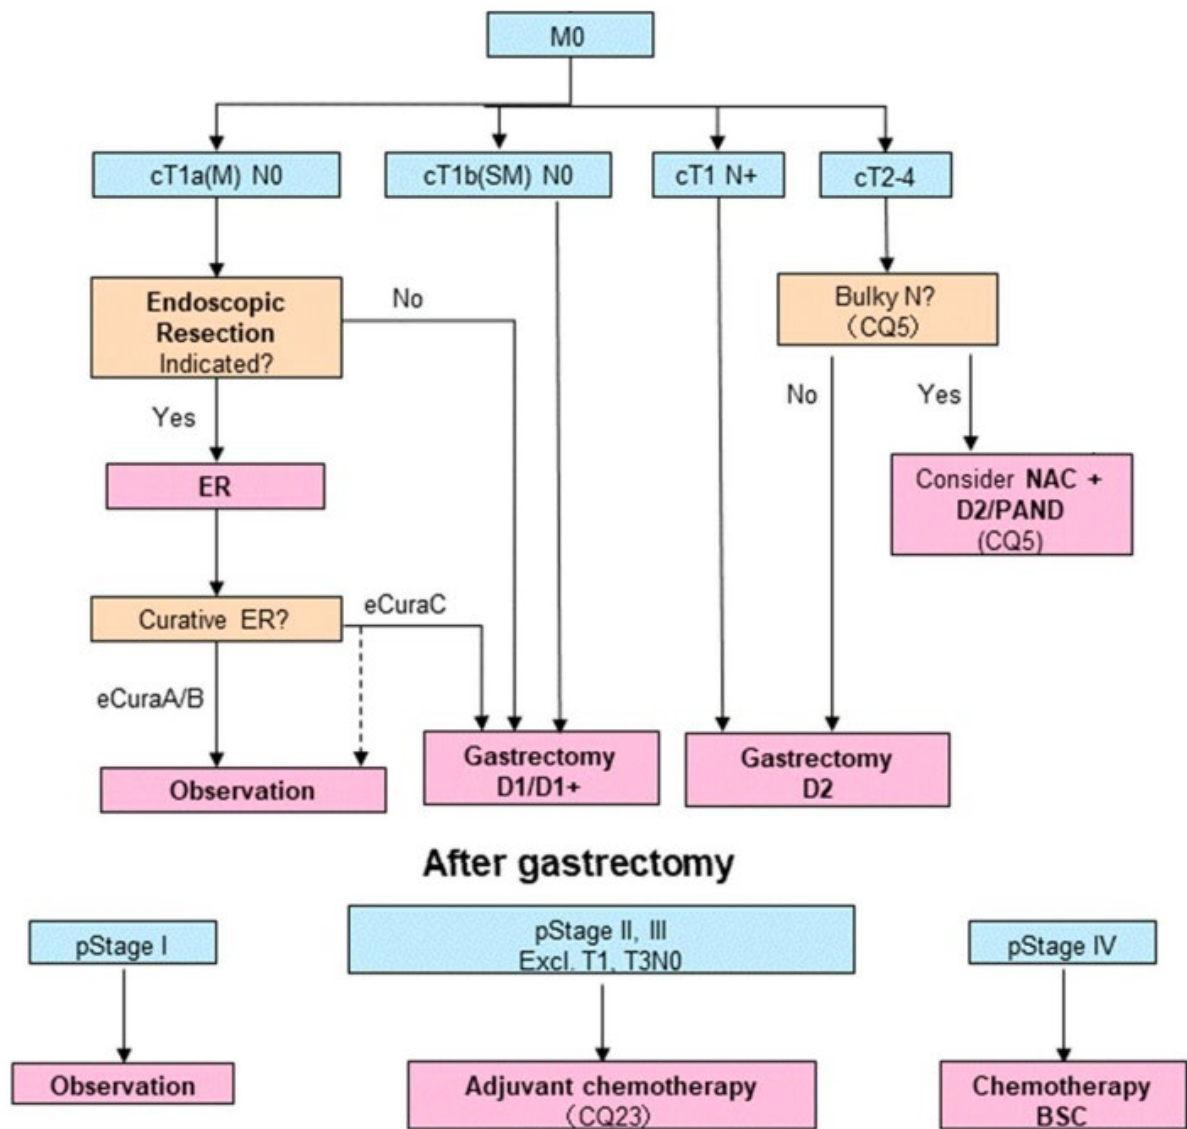 M0
cT1a(M) N0
cT1b(SM) N0
cT1 N+
cT2-4
Endoscopic
Resection
Indicated?
No
Bulky N?
(CQ5)
Yes
No
Yes
ER
Consider NAC +
D2/PAND
(CQ5)
Curative ER?
eCuraC
eCuraA/B
Observation
Gastrectomy
D1/D1+
Gastrectomy
D2
After gastrectomy
pStage I
pStage II, III
Excl. T1, T3N0
pStage IV
Observation
Adjuvant chemotherapy
(CQ23)
Chemotherapy
BSC